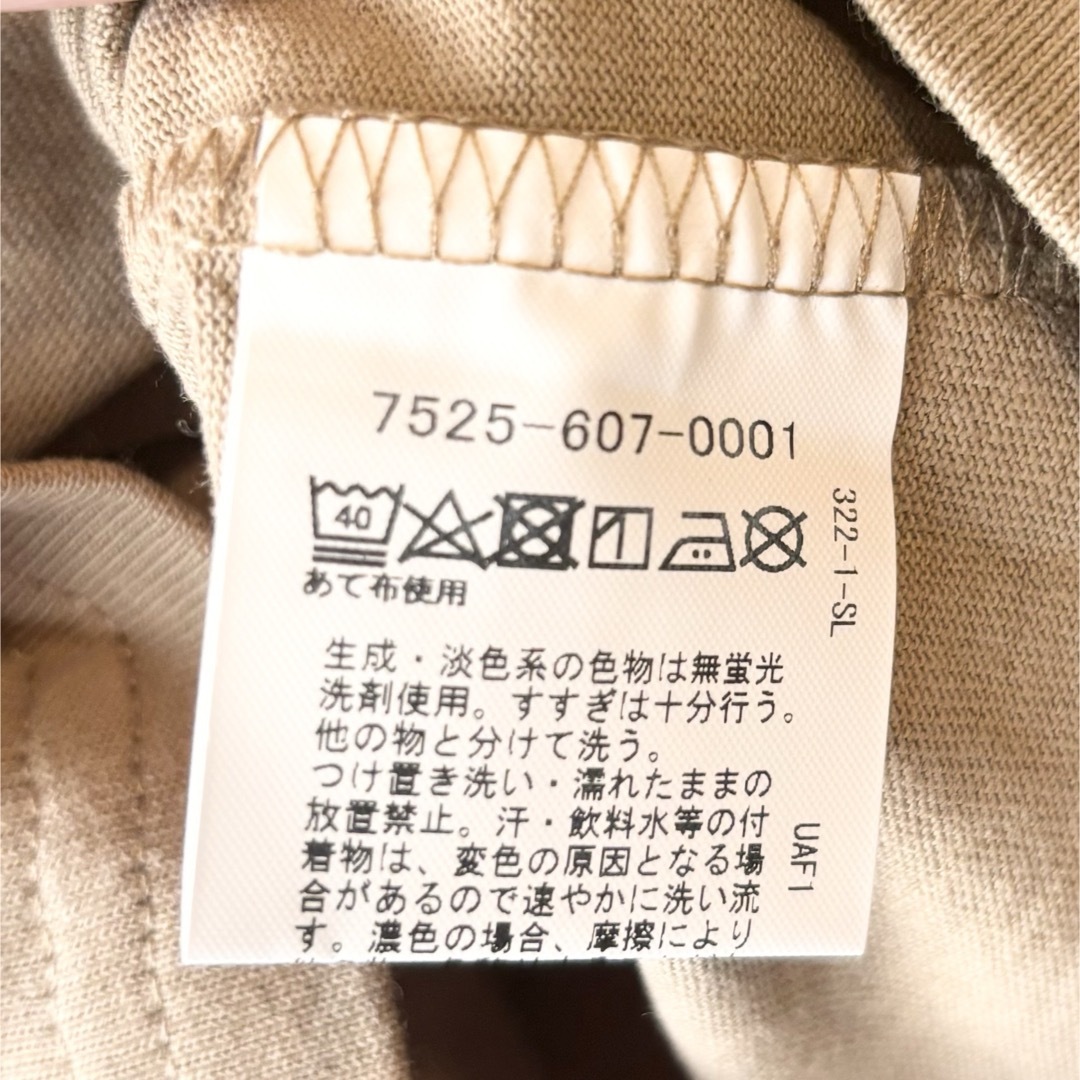 7525-607-0001
40
あて布使用
生成・淡色系の色物は無蛍光
洗剤使用。すすぎは十分行う。
他の物と分けて洗う。
つけ置き洗い・濡れたままの
放置禁止。汗・飲料水等の付
着物は、変色の原因となる場
合があるので速やかに洗い流
す。濃色の場合、摩擦により
322-1-SL
UAF1